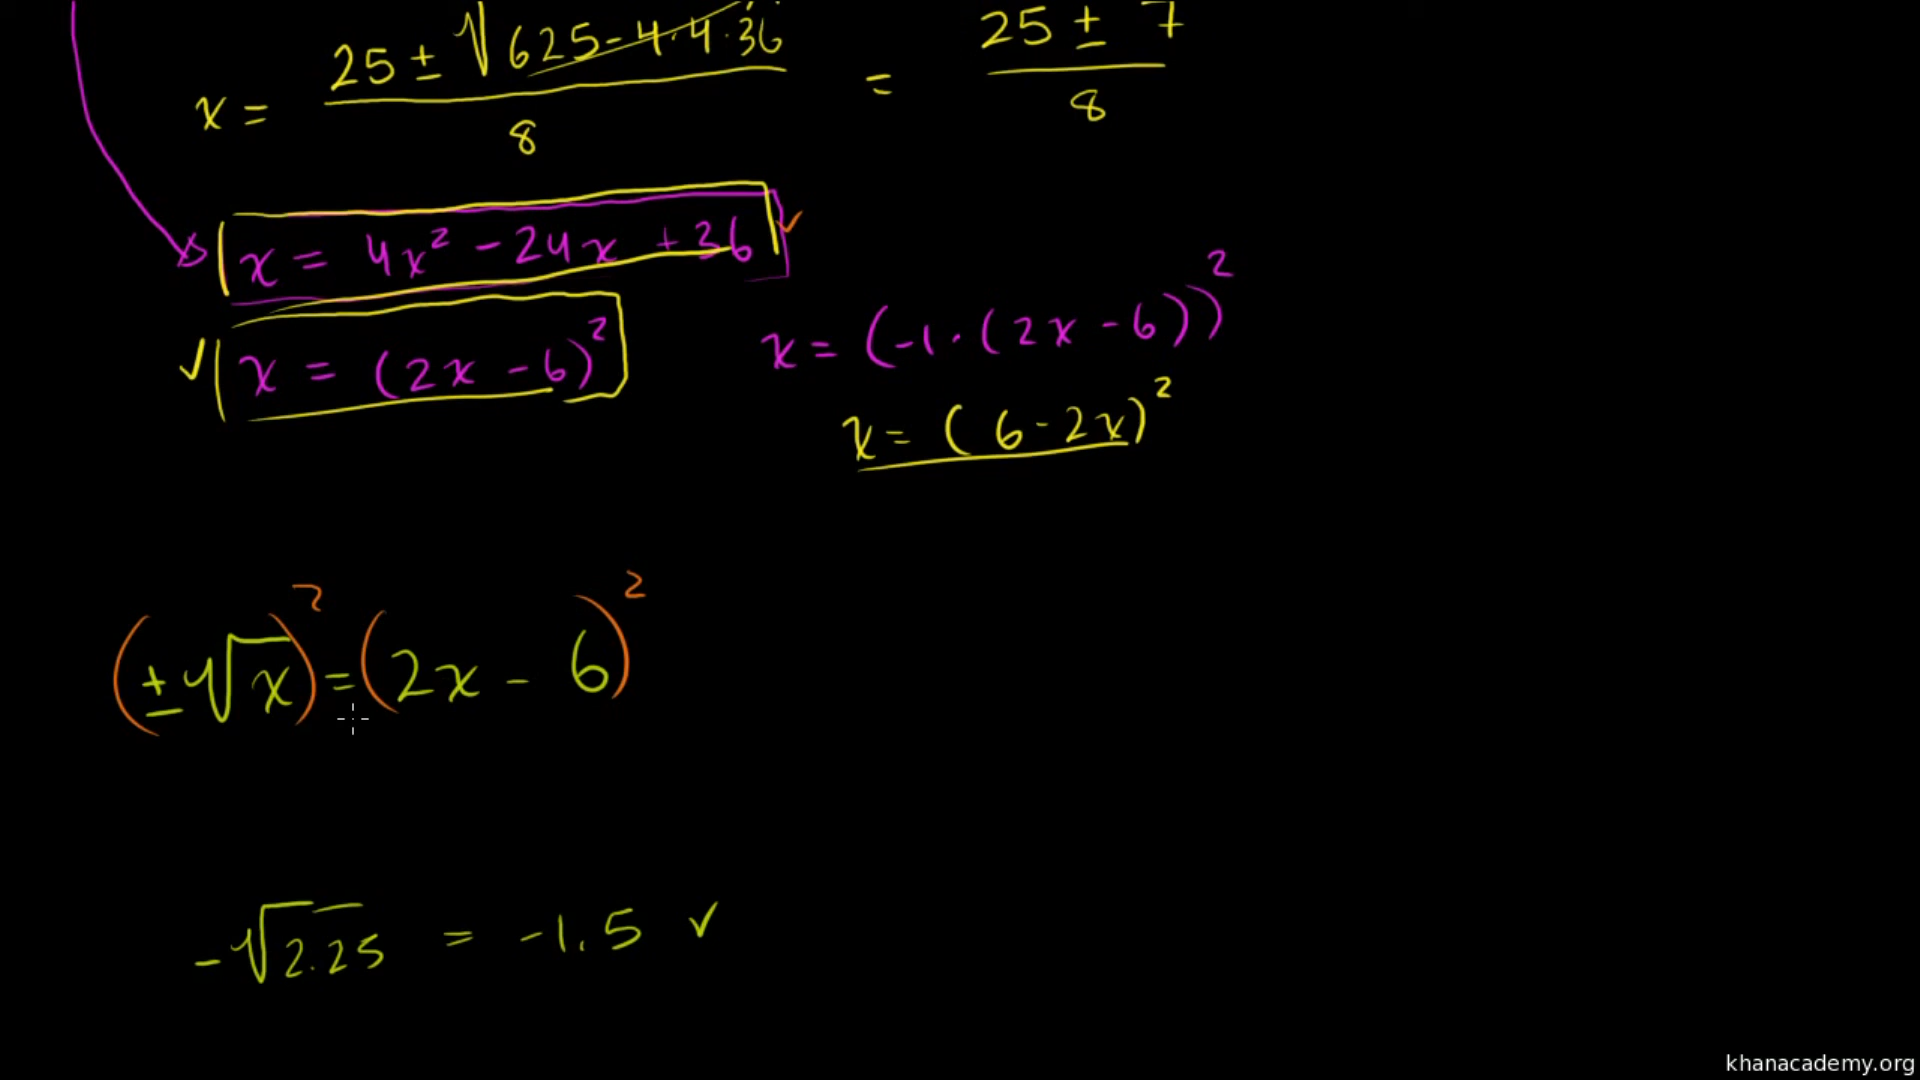 x = (25 ± √(625 - 4·4·36))/8 = (25 ± 7)/8
x = 4x² - 24x + 36 ✓
✓ x = (2x - 6)²
x = (-1·(2x - 6))²
x = (6 - 2x)²
(±√x)² = (2x - 6)²
-√2.25 = -1.5 ✓
khanacademy.org